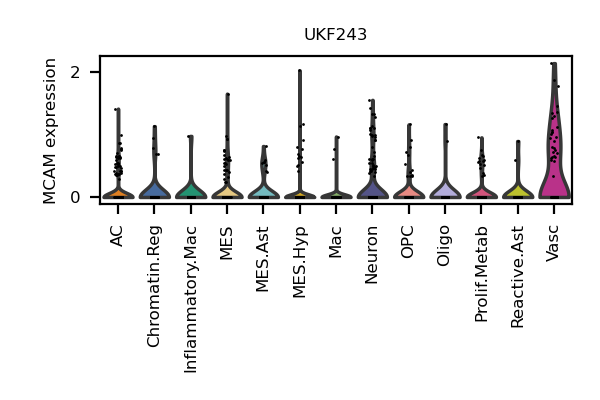 UKF243
MCAM expression
2
0
AC
Chromatin.Reg
Inflammatory.Mac
MES
MES.Ast
MES.Hyp
Mac
Neuron
OPC
Oligo
Prolif.Metab
Reactive.Ast
Vasc